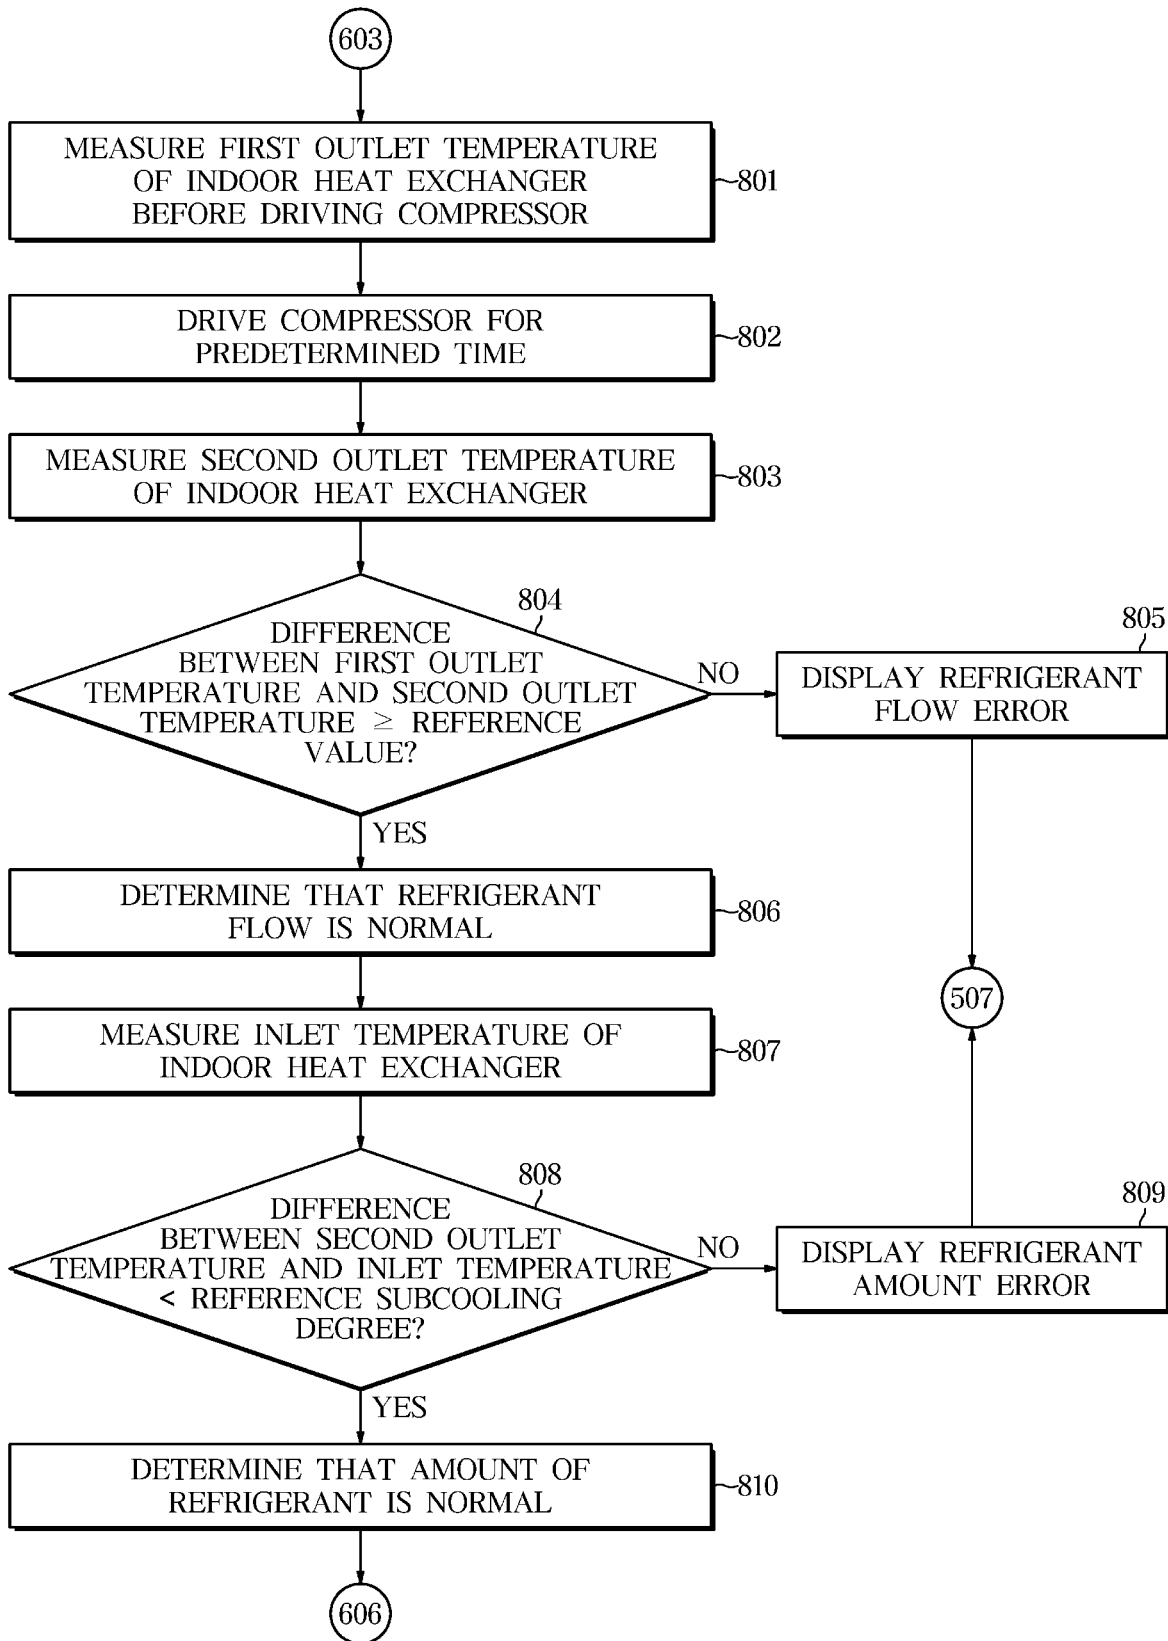 603
MEASURE FIRST OUTLET TEMPERATURE
OF INDOOR HEAT EXCHANGER
BEFORE DRIVING COMPRESSOR
801
DRIVE COMPRESSOR FOR
PREDETERMINED TIME
802
MEASURE SECOND OUTLET TEMPERATURE
OF INDOOR HEAT EXCHANGER
803
804
DIFFERENCE
BETWEEN FIRST OUTLET
TEMPERATURE AND SECOND OUTLET
TEMPERATURE ≥ REFERENCE
VALUE?
NO
805
DISPLAY REFRIGERANT
FLOW ERROR
YES
DETERMINE THAT REFRIGERANT
FLOW IS NORMAL
806
507
MEASURE INLET TEMPERATURE OF
INDOOR HEAT EXCHANGER
807
808
DIFFERENCE
BETWEEN SECOND OUTLET
TEMPERATURE AND INLET TEMPERATURE
< REFERENCE SUBCOOLING
DEGREE?
NO
809
DISPLAY REFRIGERANT
AMOUNT ERROR
YES
DETERMINE THAT AMOUNT OF
REFRIGERANT IS NORMAL
810
606